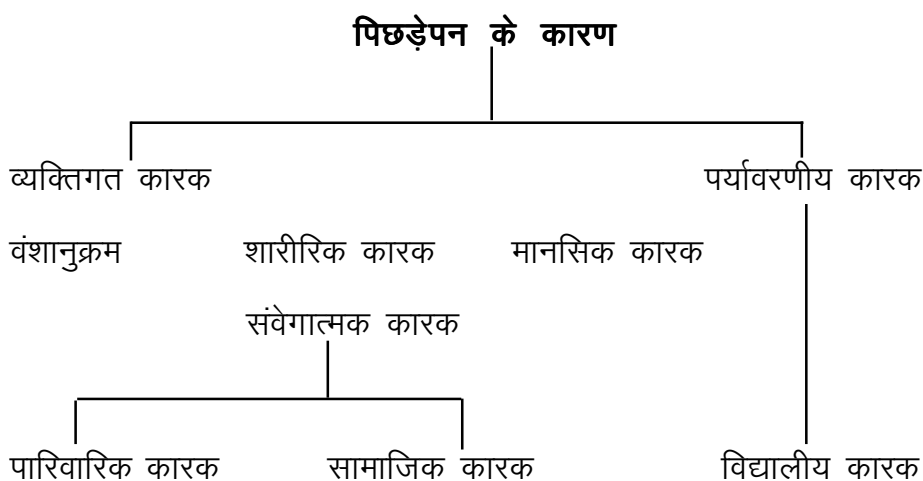 पिछड़ेपन के कारण
व्यक्तिगत कारक पर्यावरणीय कारक
वंशानुक्रम शारीरिक कारक मानसिक कारक
संवेगात्मक कारक
पारिवारिक कारक सामाजिक कारक विद्यालीय कारक